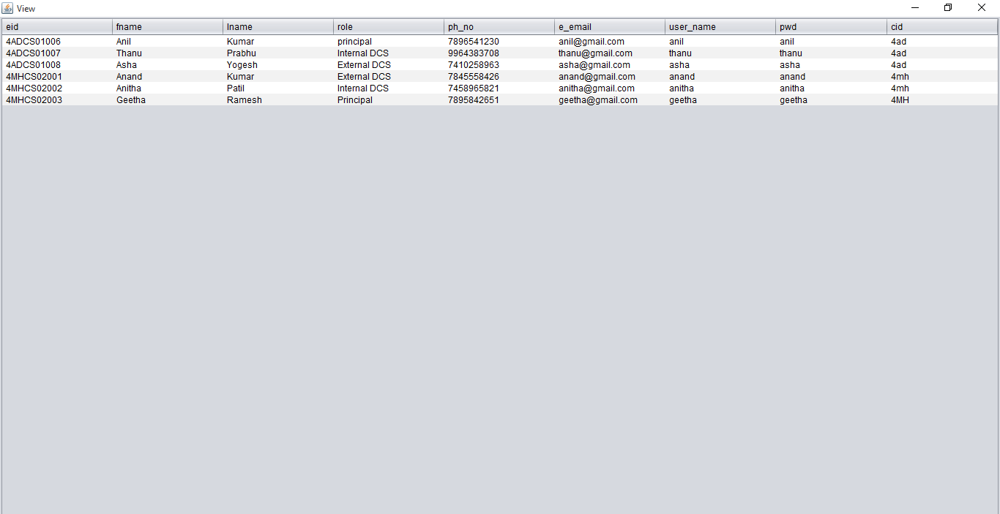 View
eid fname lname role ph_no e_email user_name pwd cid
4ADCS01006 Anil Kumar principal 7896541230 anil@gmail.com anil anil 4ad
4ADCS01007 Thanu Prabhu Internal DCS 9964383708 thanu@gmail.com thanu thanu 4ad
4ADCS01008 Asha Yogesh External DCS 7410258963 asha@gmail.com asha asha 4ad
4MHCS02001 Anand Kumar External DCS 7845558426 anand@gmail.com anand anand 4mh
4MHCS02002 Anitha Patil Internal DCS 7458965821 anitha@gmail.com anitha anitha 4mh
4MHCS02003 Geetha Ramesh Principal 7895842651 geetha@gmail.com geetha geetha 4MH